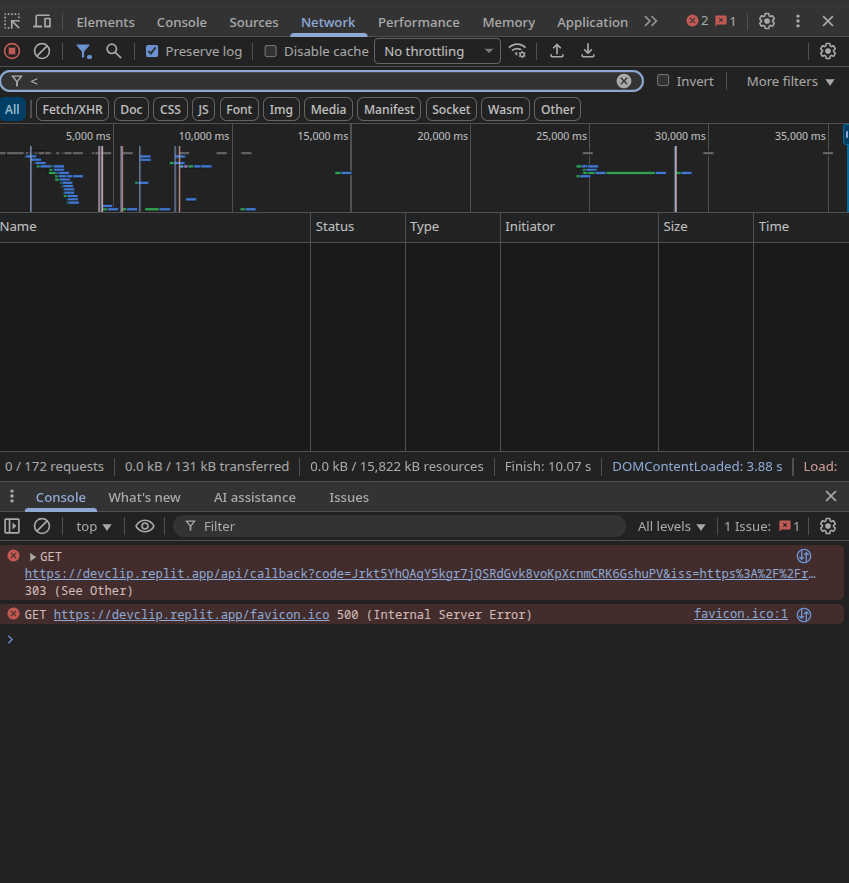 Elements Console Sources Network Performance Memory Application 2 1
Preserve log Disable cache No throttling
<
Invert More filters
All Fetch/XHR Doc CSS JS Font Img Media Manifest Socket Wasm Other
5,000 ms 10,000 ms 15,000 ms 20,000 ms 25,000 ms 30,000 ms 35,000 ms
Name Status Type Initiator Size Time
0 / 172 requests 0.0 kB / 131 kB transferred 0.0 kB / 15,822 kB resources Finish: 10.07 s DOMContentLoaded: 3.88 s Load:
Console What's new AI assistance Issues
top Filter All levels 1 Issue: 1
GET
https://devclip.replit.app/api/callback?code=Jrkt5YhQAqY5kgr7jQSRdGvk8voKpXcnmCRK6GshuPV&iss=https%3A%2F%2Fr…
303 (See Other)
GET https://devclip.replit.app/favicon.ico 500 (Internal Server Error) favicon.ico:1